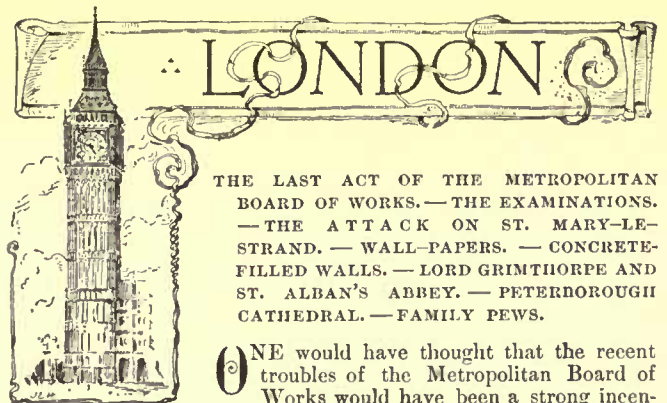 LONDON
THE LAST ACT OF THE METROPOLITAN
BOARD OF WORKS. — THE EXAMINATIONS.
— THE ATTACK ON ST. MARY-LE-
STRAND. — WALL-PAPERS. — CONCRETE-
FILLED WALLS. — LORD GRIMTHORPE AND
ST. ALBAN'S ABBEY. — PETERBOROUGH
CATHEDRAL. — FAMILY PEWS.
ONE would have thought that the recent
troubles of the Metropolitan Board of
Works would have been a strong incen-